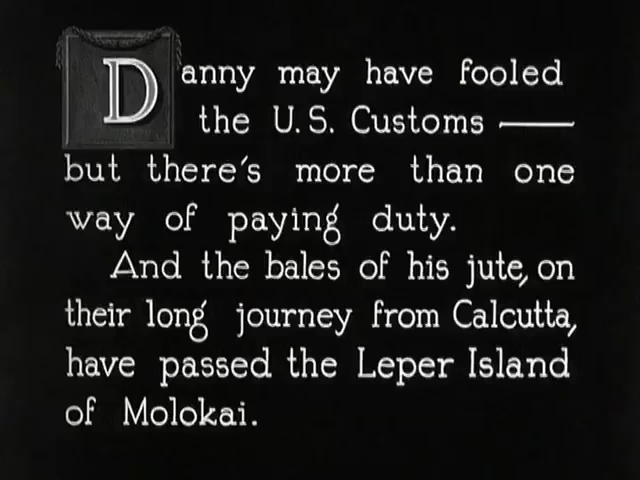 Danny may have fooled
the U.S. Customs —
but there's more than one
way of paying duty.
And the bales of his jute, on
their long journey from Calcutta,
have passed the Leper Island
of Molokai.